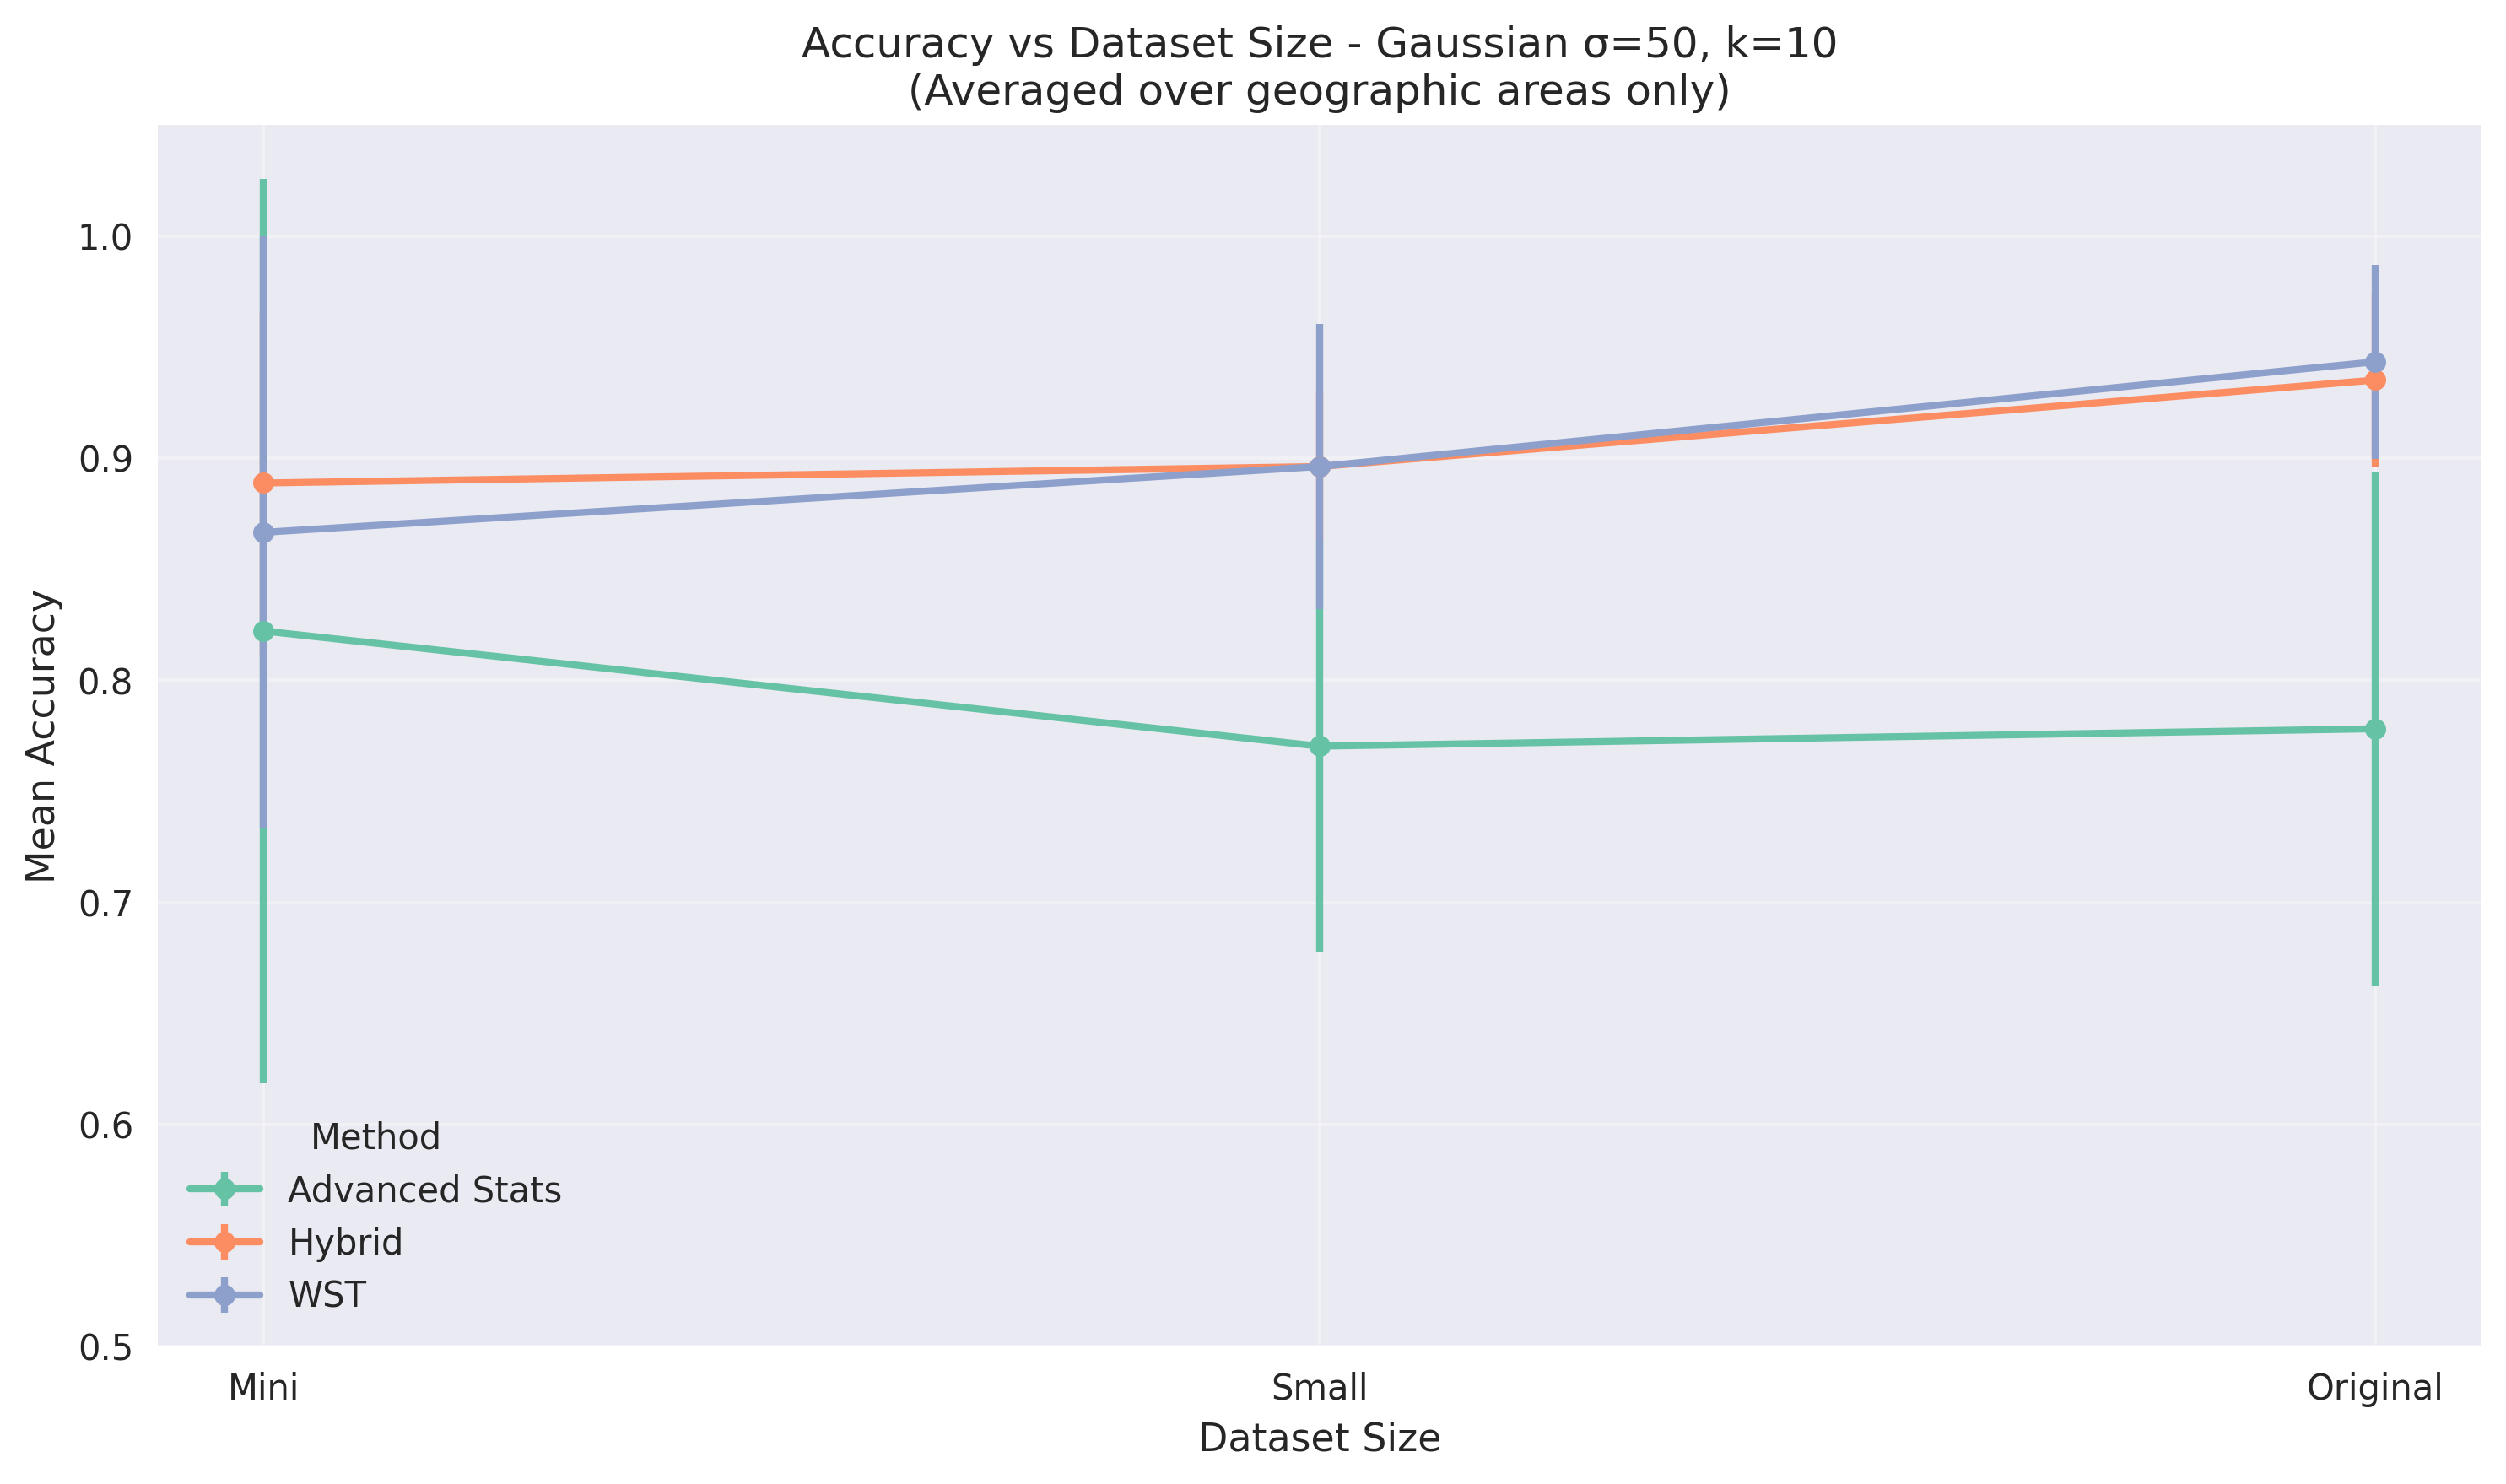 Accuracy vs Dataset Size - Gaussian σ=50, k=10
(Averaged over geographic areas only)
Mean Accuracy
1.0
0.9
0.8
0.7
0.6
0.5
Method
Advanced Stats
Hybrid
WST
Mini
Small
Original
Dataset Size